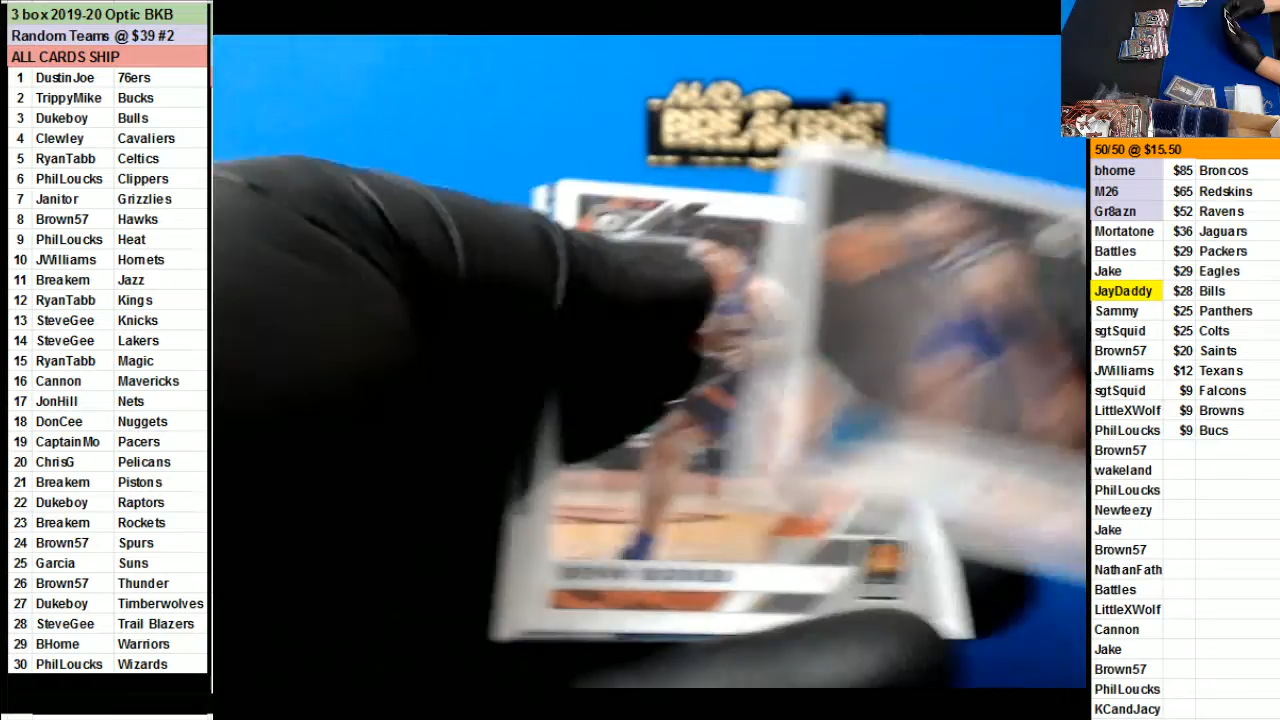 3 box 2019-20 Optic BKB
Random Teams @ $39 #2
ALL CARDS SHIP
1 DustinJoe 76ers
2 TrippyMike Bucks
3 Dukeboy Bulls
4 Clewley Cavaliers
5 RyanTabb Celtics
6 PhilLoucks Clippers
7 Janitor Grizzlies
8 Brown57 Hawks
9 PhilLoucks Heat
10 JWilliams Hornets
11 Breakem Jazz
12 RyanTabb Kings
13 SteveGee Knicks
14 SteveGee Lakers
15 RyanTabb Magic
16 Cannon Mavericks
17 JonHill Nets
18 DonCee Nuggets
19 CaptainMo Pacers
20 ChrisG Pelicans
21 Breakem Pistons
22 Dukeboy Raptors
23 Breakem Rockets
24 Brown57 Spurs
25 Garcia Suns
26 Brown57 Thunder
27 Dukeboy Timberwolves
28 SteveGee Trail Blazers
29 BHome Warriors
30 PhilLoucks Wizards
BREAKERS
50/50 @ $15.50
bhome $85 Broncos
M26 $65 Redskins
Gr8azn $52 Ravens
Mortatone $36 Jaguars
Battles $29 Packers
Jake $29 Eagles
JayDaddy $28 Bills
Sammy $25 Panthers
sgtSquid $25 Colts
Brown57 $20 Saints
JWilliams $12 Texans
sgtSquid $9 Falcons
LittleXWolf $9 Browns
PhilLoucks $9 Bucs
Brown57
wakeland
PhilLoucks
Newteezy
Jake
Brown57
NathanFath
Battles
LittleXWolf
Cannon
Jake
Brown57
PhilLoucks
KCandJacy